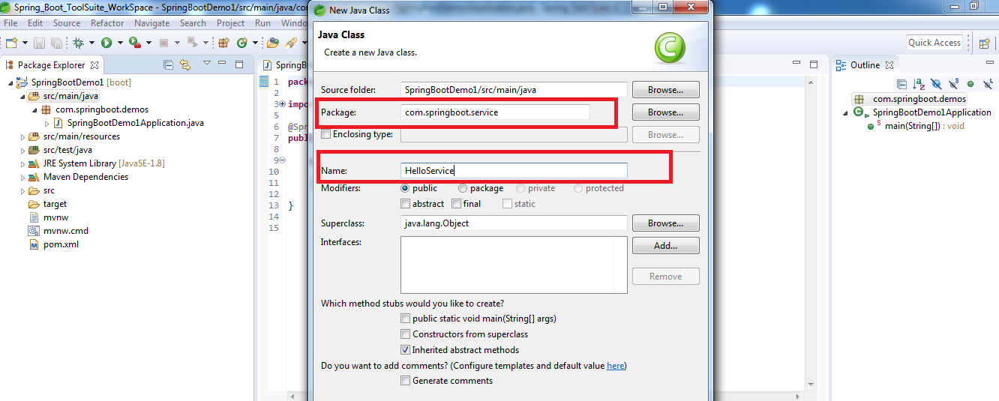 Spring_Boot_ToolSuite_WorkSpace - SpringBootDemo1/src/main/java/co
New Java Class
File Edit Source Refactor Navigate Search Project Run Windo
Quick Access
Java Class
Create a new Java class.
Package Explorer
SpringBootDemo1 [boot]
src/main/java
com.springboot.demos
SpringBootDemo1Application.java
src/main/resources
src/test/java
JRE System Library [JavaSE-1.8]
Maven Dependencies
src
target
mvnw
mvnw.cmd
pom.xml
SpringB
1 pack
2
3 impo
5
6 @Spr
7 publ
8
9
10
11
12
13 }
14
15
Source folder: SpringBootDemo1/src/main/java Browse...
Package: com.springboot.service Browse...
Enclosing type: Browse...
Name: HelloService
Modifiers: public package private protected
abstract final static
Superclass: java.lang.Object Browse...
Interfaces: Add...
Remove
Which method stubs would you like to create?
public static void main(String[] args)
Constructors from superclass
Inherited abstract methods
Do you want to add comments? (Configure templates and default value here)
Generate comments
Outline
com.springboot.demos
SpringBootDemo1Application
main(String[]) : void